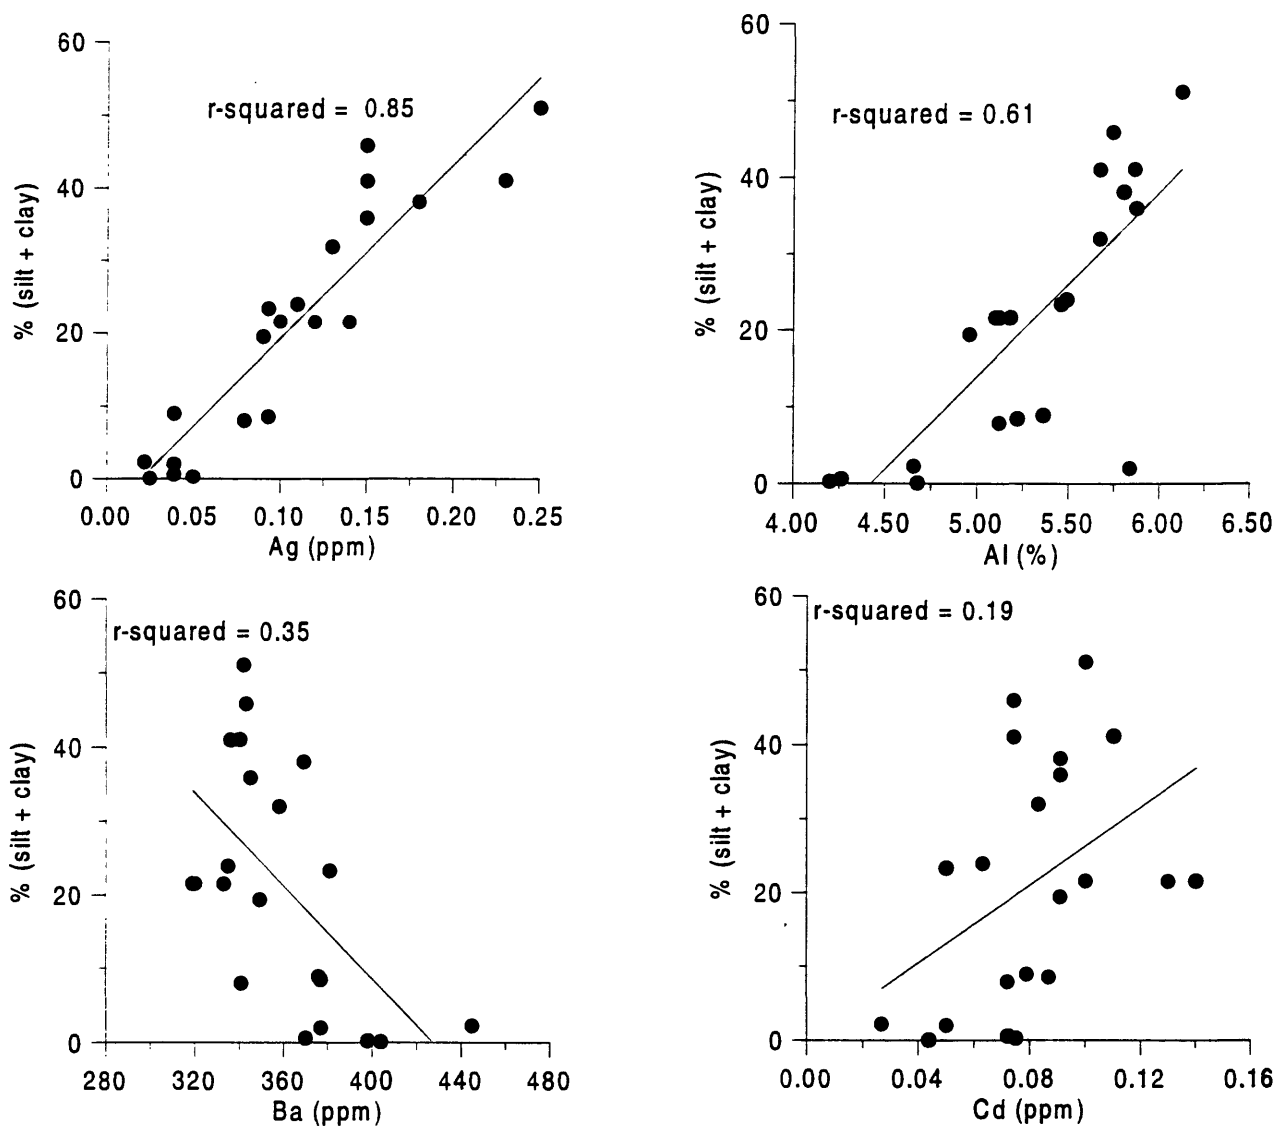 60
40
20
0
% (silt + clay)
r-squared = 0.85
0.00 0.05 0.10 0.15 0.20 0.25
Ag (ppm)
60
40
20
0
% (silt + clay)
r-squared = 0.61
4.00 4.50 5.00 5.50 6.00 6.50
Al (%)
60
40
20
0
% (silt + clay)
r-squared = 0.35
280 320 360 400 440 480
Ba (ppm)
60
40
20
0
% (silt + clay)
r-squared = 0.19
0.00 0.04 0.08 0.12 0.16
Cd (ppm)